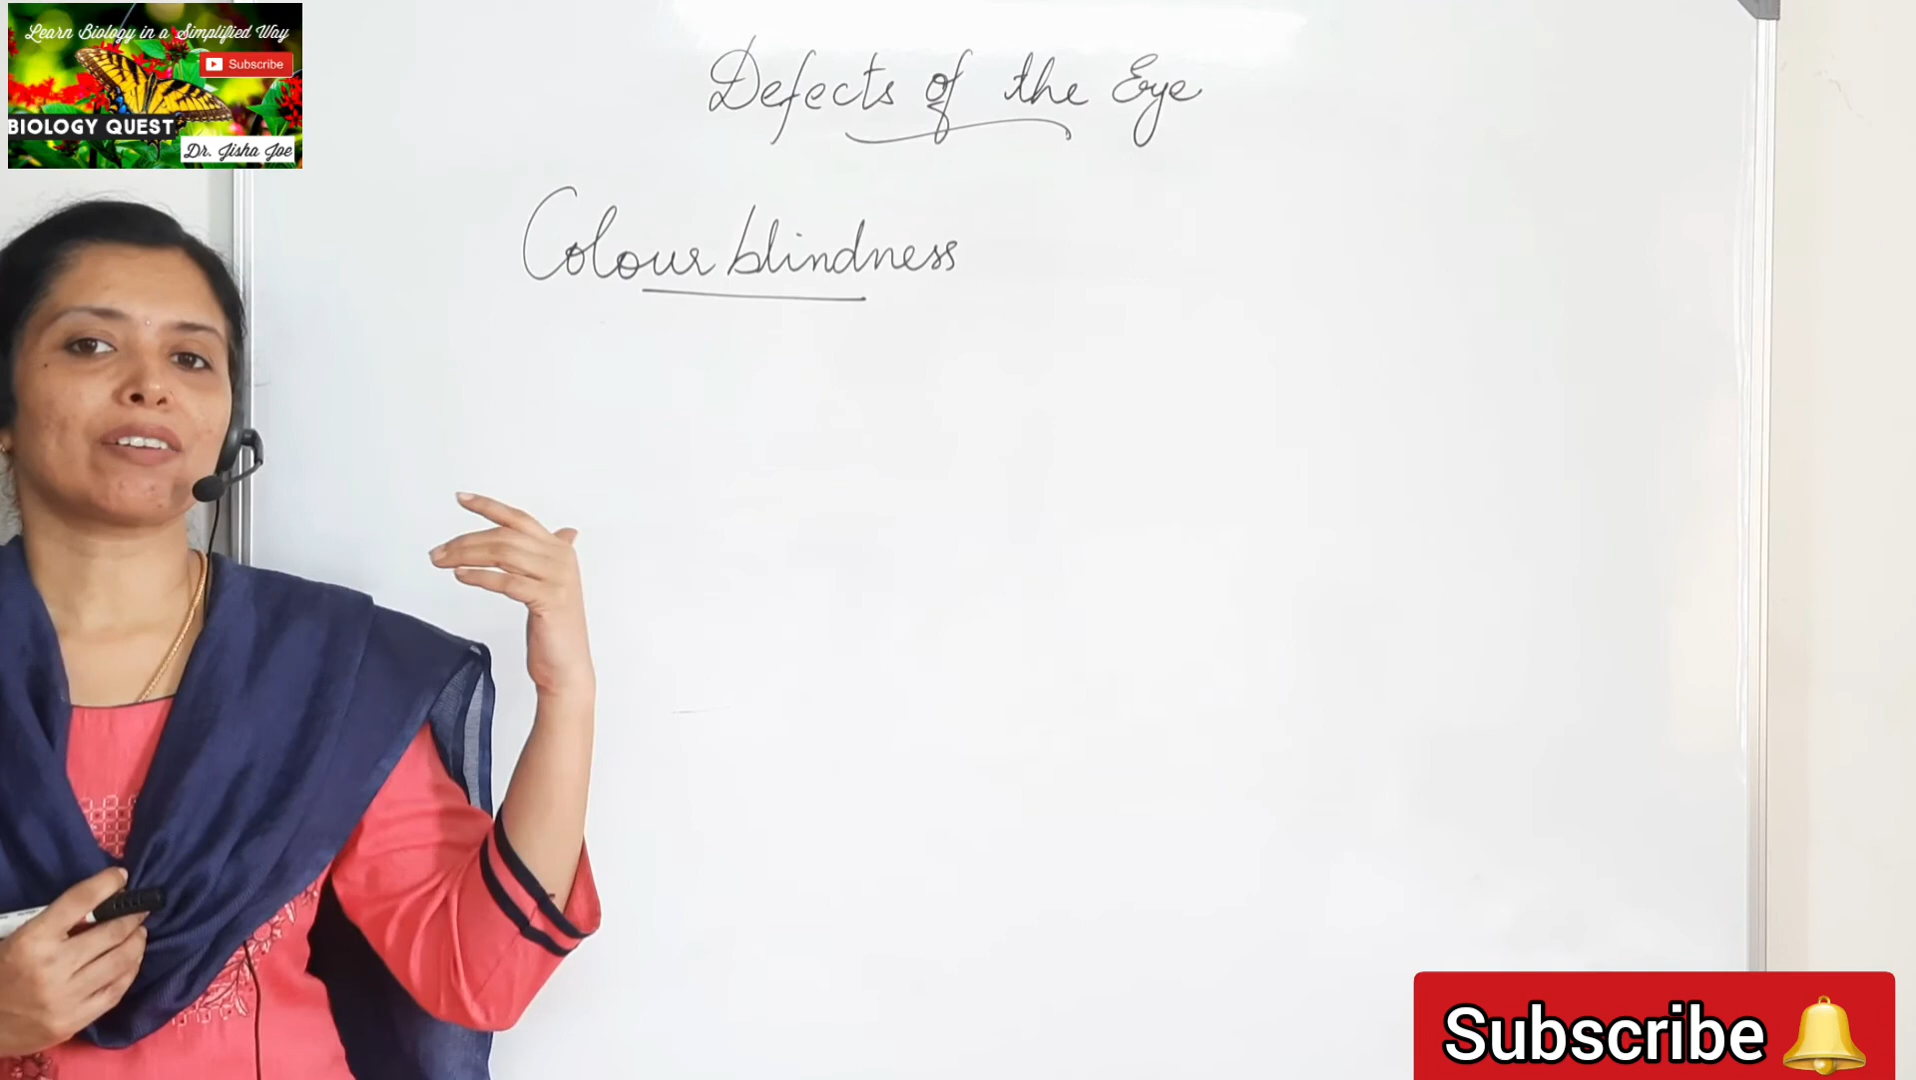 Learn Biology in a Simplified Way
Subscribe
BIOLOGY QUEST
Dr. Jisha Joe
Defects of the Eye
Colour blindness
Subscribe